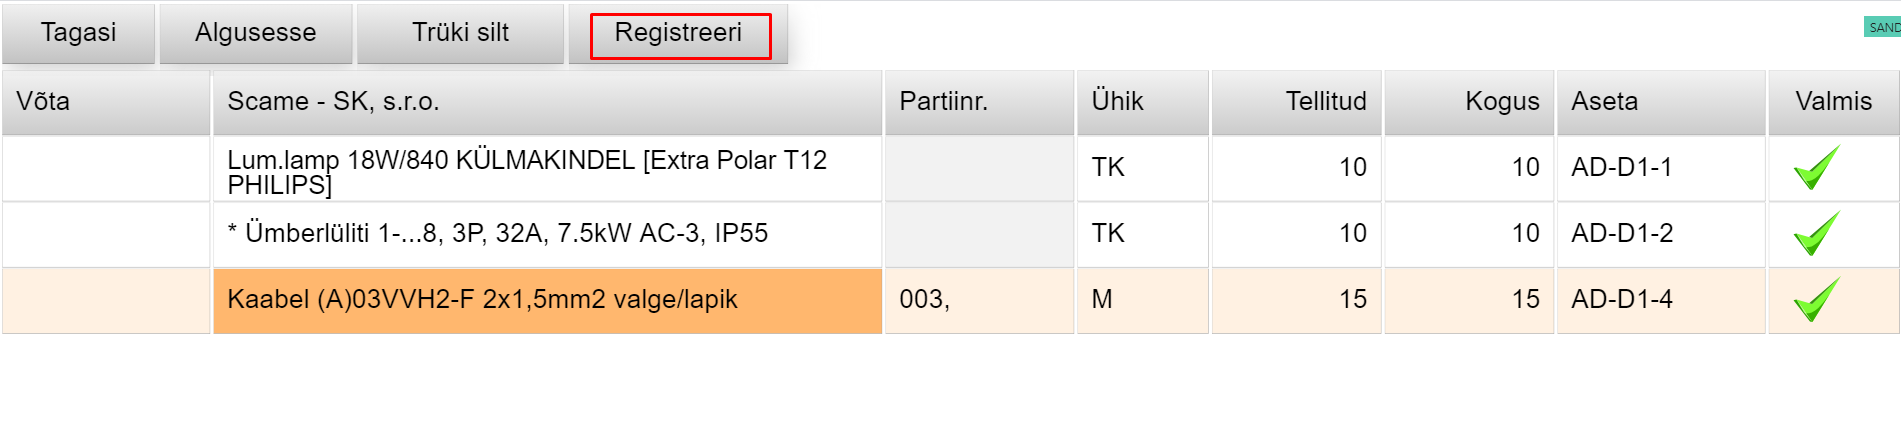 Tagasi Algusesse Trüki silt Registreeri SAND
Võta Scame - SK, s.r.o. Partiinr. Ühik Tellitud Kogus Aseta Valmis
Lum.lamp 18W/840 KÜLMAKINDEL [Extra Polar T12
PHILIPS] TK 10 10 AD-D1-1
* Ümberlüliti 1-...8, 3P, 32A, 7.5kW AC-3, IP55 TK 10 10 AD-D1-2
Kaabel (A)03VVH2-F 2x1,5mm2 valge/lapik 003, M 15 15 AD-D1-4